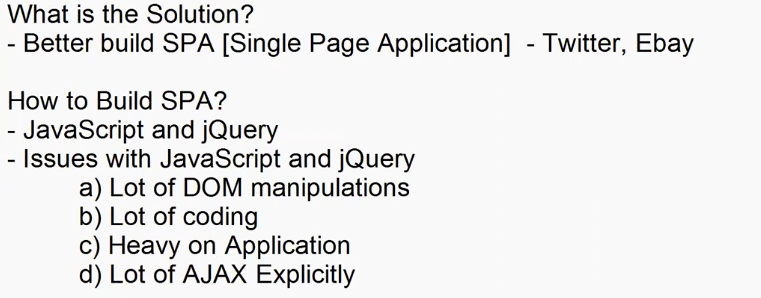 What is the Solution?
- Better build SPA [Single Page Application]  - Twitter, Ebay
How to Build SPA?
- JavaScript and jQuery
- Issues with JavaScript and jQuery
a) Lot of DOM manipulations
b) Lot of coding
c) Heavy on Application
d) Lot of AJAX Explicitly